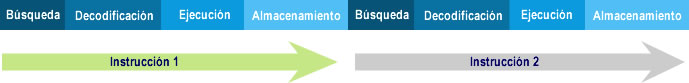 Búsqueda Decodificación Ejecución Almacenamiento Búsqueda Decodificación Ejecución Almacenamiento
Instrucción 1 Instrucción 2